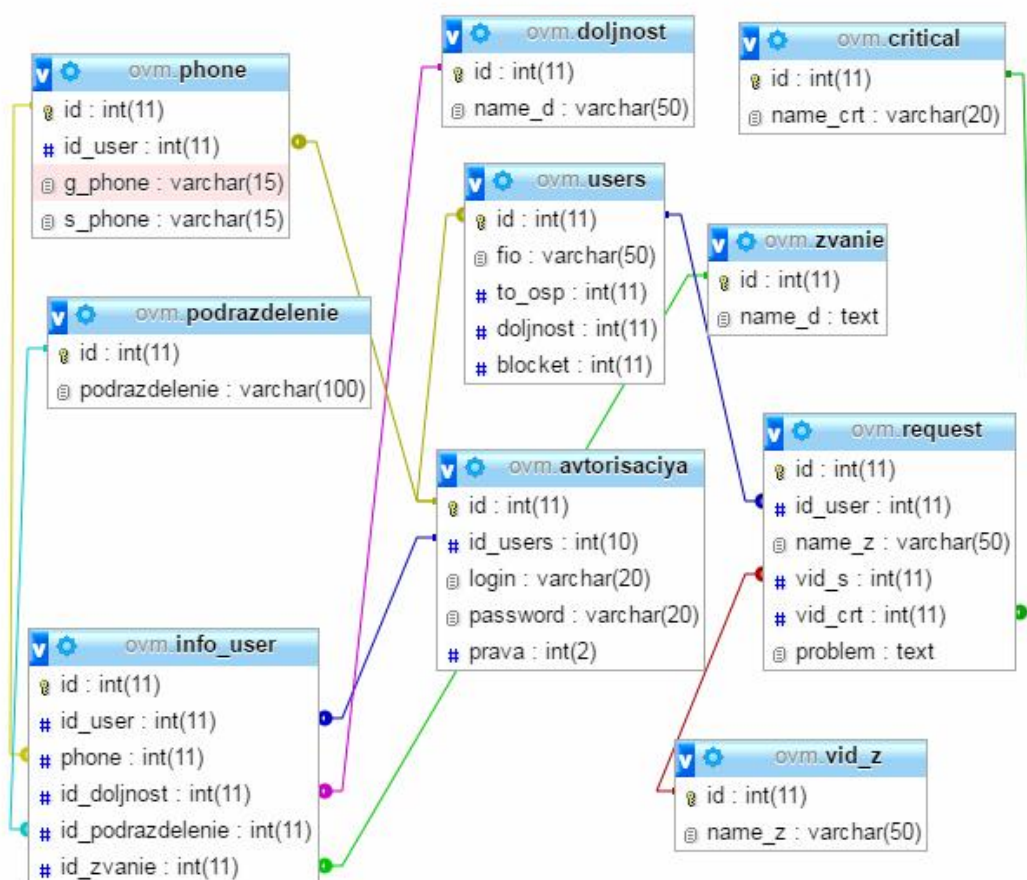 ovm.doljnost
id : int(11)
name_d : varchar(50)
ovm.critical
id : int(11)
name_crt : varchar(20)
ovm.phone
id : int(11)
id_user : int(11)
g_phone : varchar(15)
s_phone : varchar(15)
ovm.users
id : int(11)
fio : varchar(50)
to_osp : int(11)
doljnost : int(11)
blocket : int(11)
ovm.zvanie
id : int(11)
name_d : text
ovm.podrazdelenie
id : int(11)
podrazdelenie : varchar(100)
ovm.request
id : int(11)
id_user : int(11)
name_z : varchar(50)
vid_s : int(11)
vid_crt : int(11)
problem : text
ovm.avtorisaciya
id : int(11)
id_users : int(10)
login : varchar(20)
password : varchar(20)
prava : int(2)
ovm.info_user
id : int(11)
id_user : int(11)
phone : int(11)
id_doljnost : int(11)
id_podrazdelenie : int(11)
id_zvanie : int(11)
ovm.vid_z
id : int(11)
name_z : varchar(50)